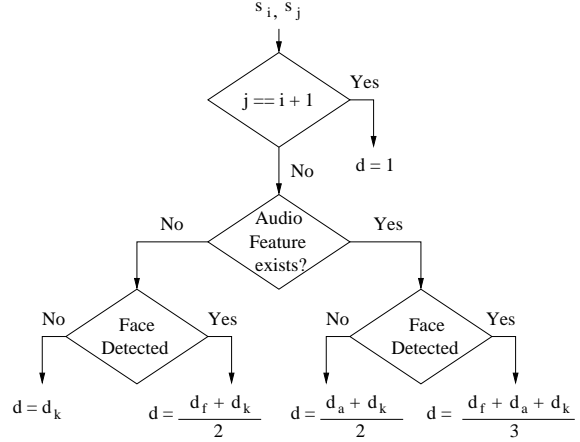 s i, s j
j == i + 1
Yes
d = 1
No
Audio
Feature
exists?
No
Yes
Face
Detected
No
Yes
Face
Detected
No
Yes
d = d k
d = d f + d k / 2
d = d a + d k / 2
d = d f + d a + d k / 3